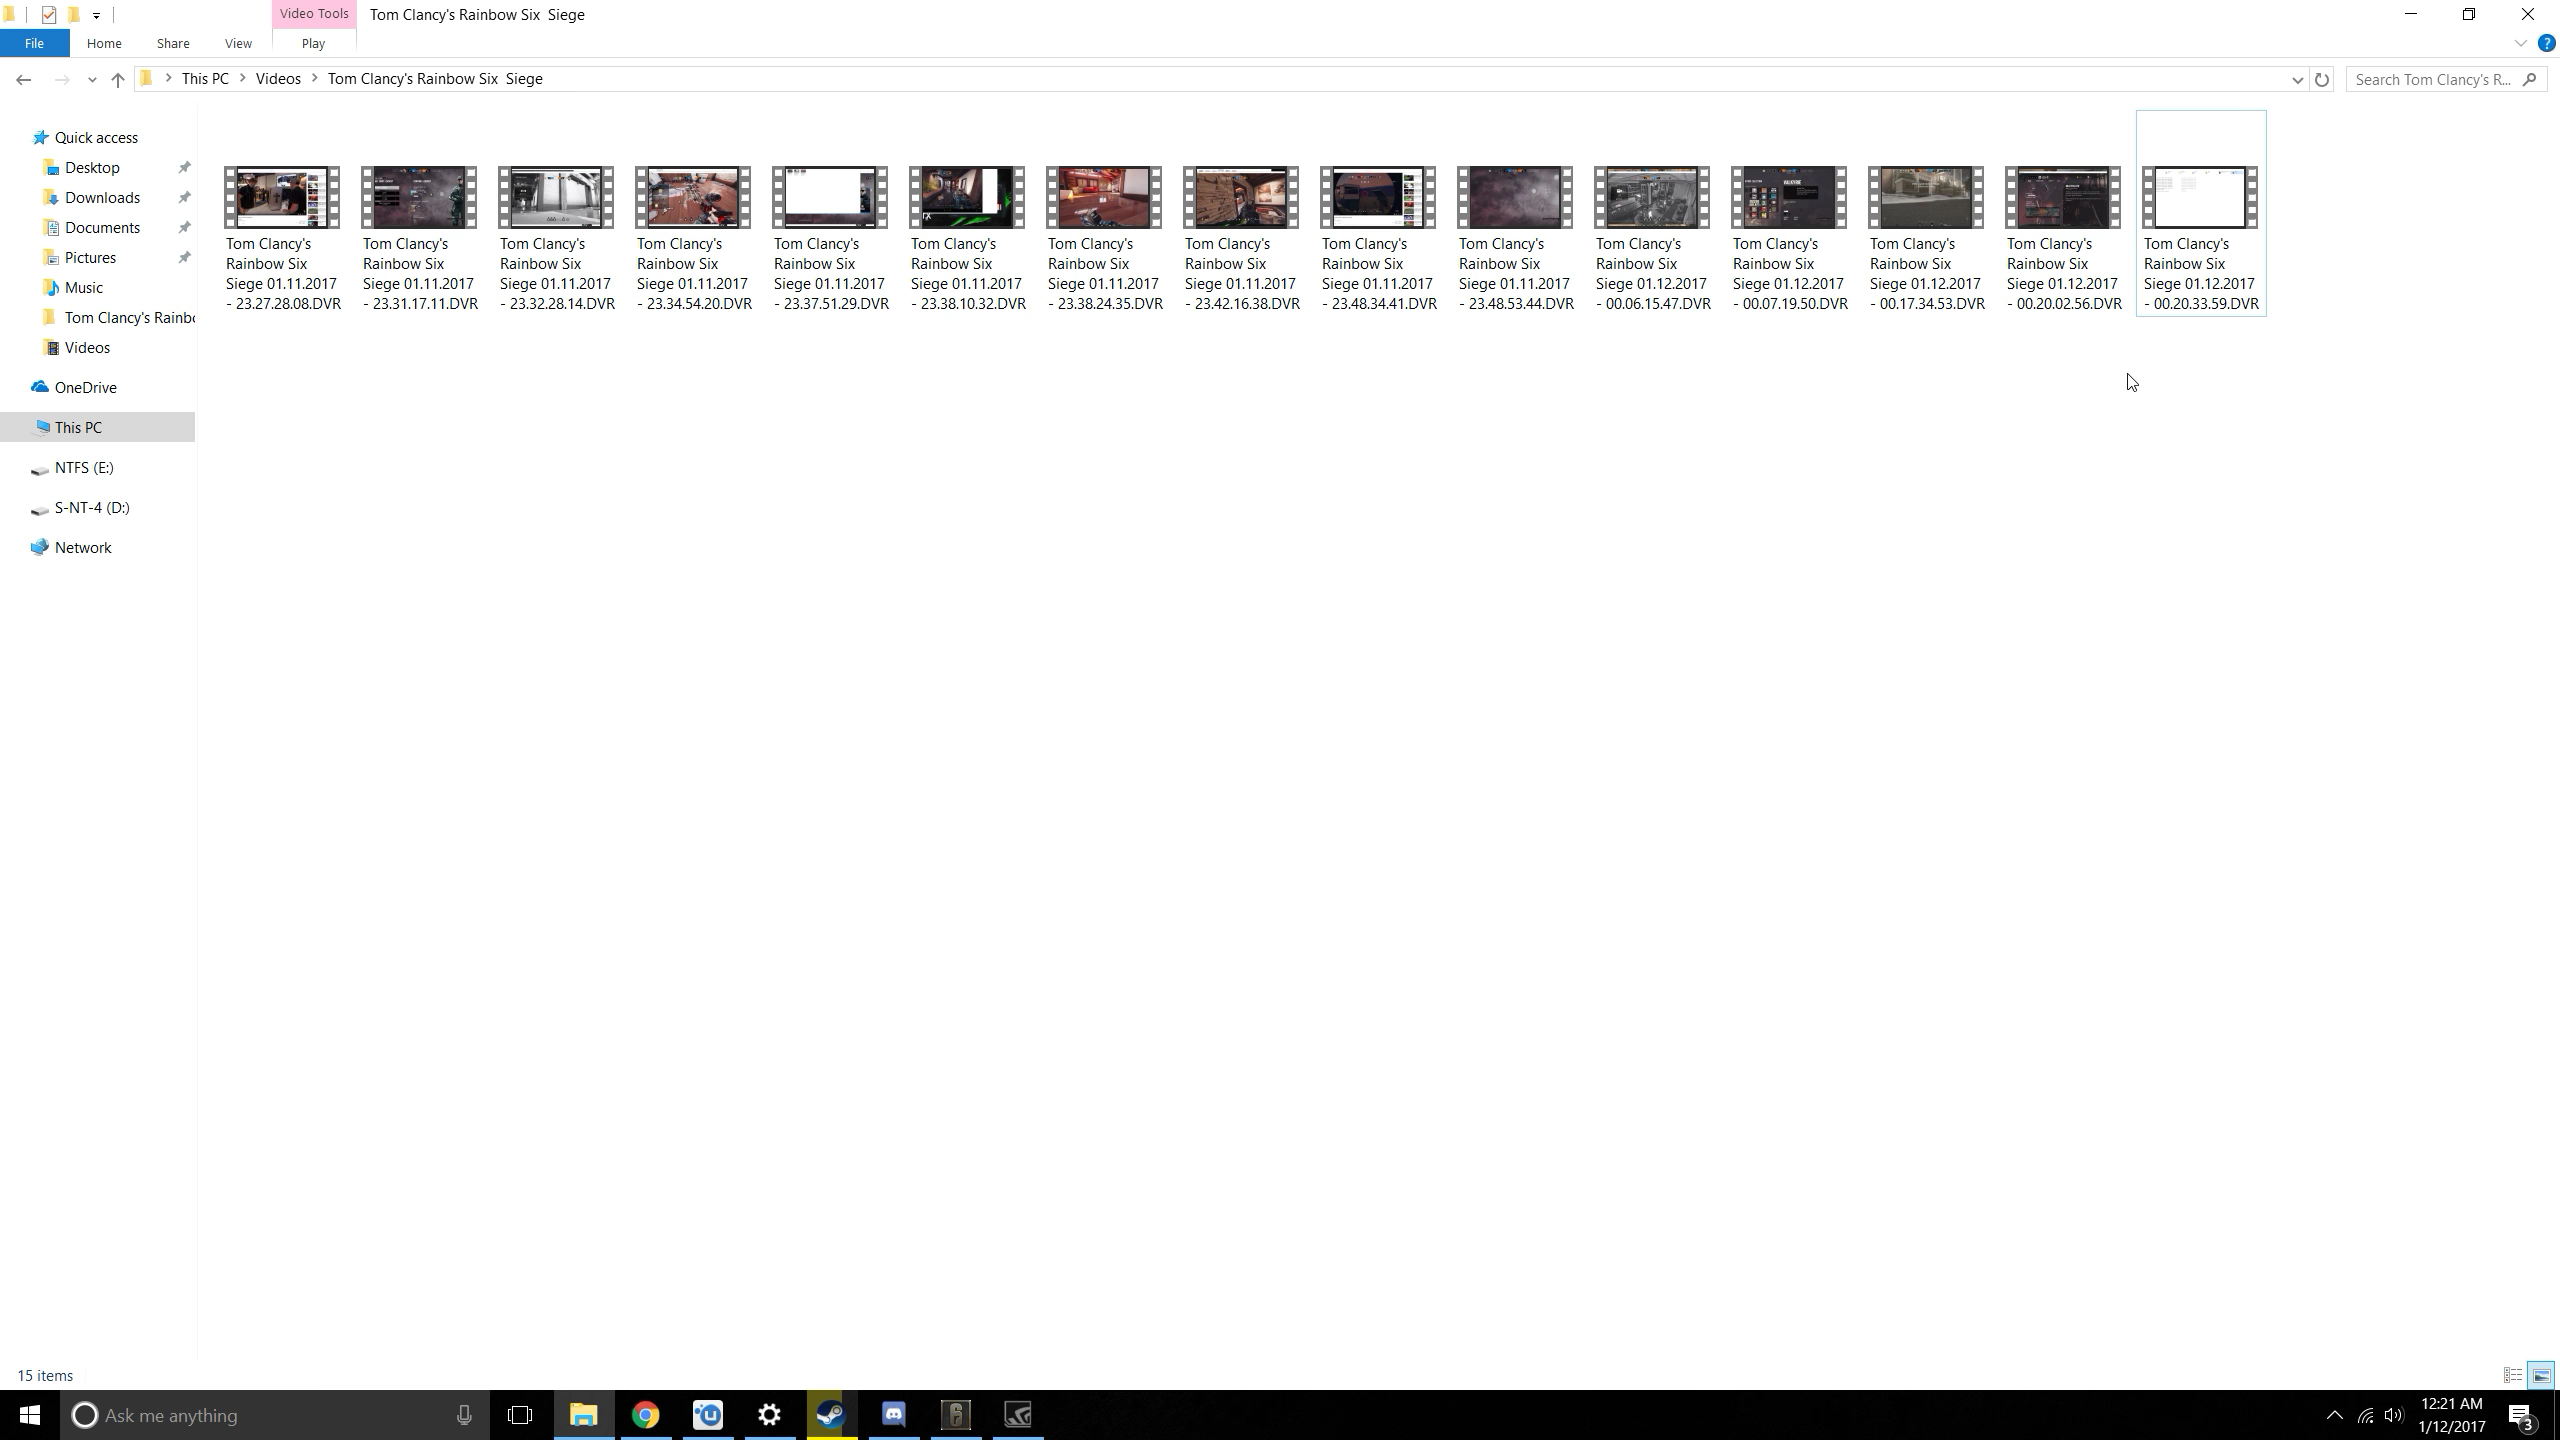 Video Tools
Tom Clancy's Rainbow Six  Siege
File
Home
Share
View
Play
This PC
Videos
Tom Clancy's Rainbow Six  Siege
Search Tom Clancy's R...
Quick access
Desktop
Downloads
Documents
Pictures
Music
Tom Clancy's Rainbo
Videos
OneDrive
This PC
NTFS (E:)
S-NT-4 (D:)
Network
Tom Clancy's
Rainbow Six
Siege 01.11.2017
- 23.27.28.08.DVR
Tom Clancy's
Rainbow Six
Siege 01.11.2017
- 23.31.17.11.DVR
Tom Clancy's
Rainbow Six
Siege 01.11.2017
- 23.32.28.14.DVR
Tom Clancy's
Rainbow Six
Siege 01.11.2017
- 23.34.54.20.DVR
Tom Clancy's
Rainbow Six
Siege 01.11.2017
- 23.37.51.29.DVR
Tom Clancy's
Rainbow Six
Siege 01.11.2017
- 23.38.10.32.DVR
Tom Clancy's
Rainbow Six
Siege 01.11.2017
- 23.38.24.35.DVR
Tom Clancy's
Rainbow Six
Siege 01.11.2017
- 23.42.16.38.DVR
Tom Clancy's
Rainbow Six
Siege 01.11.2017
- 23.48.34.41.DVR
Tom Clancy's
Rainbow Six
Siege 01.11.2017
- 23.48.53.44.DVR
Tom Clancy's
Rainbow Six
Siege 01.12.2017
- 00.06.15.47.DVR
Tom Clancy's
Rainbow Six
Siege 01.12.2017
- 00.07.19.50.DVR
Tom Clancy's
Rainbow Six
Siege 01.12.2017
- 00.17.34.53.DVR
Tom Clancy's
Rainbow Six
Siege 01.12.2017
- 00.20.02.56.DVR
Tom Clancy's
Rainbow Six
Siege 01.12.2017
- 00.20.33.59.DVR
VALKYRIE
15 items
Ask me anything
12:21 AM
1/12/2017
3